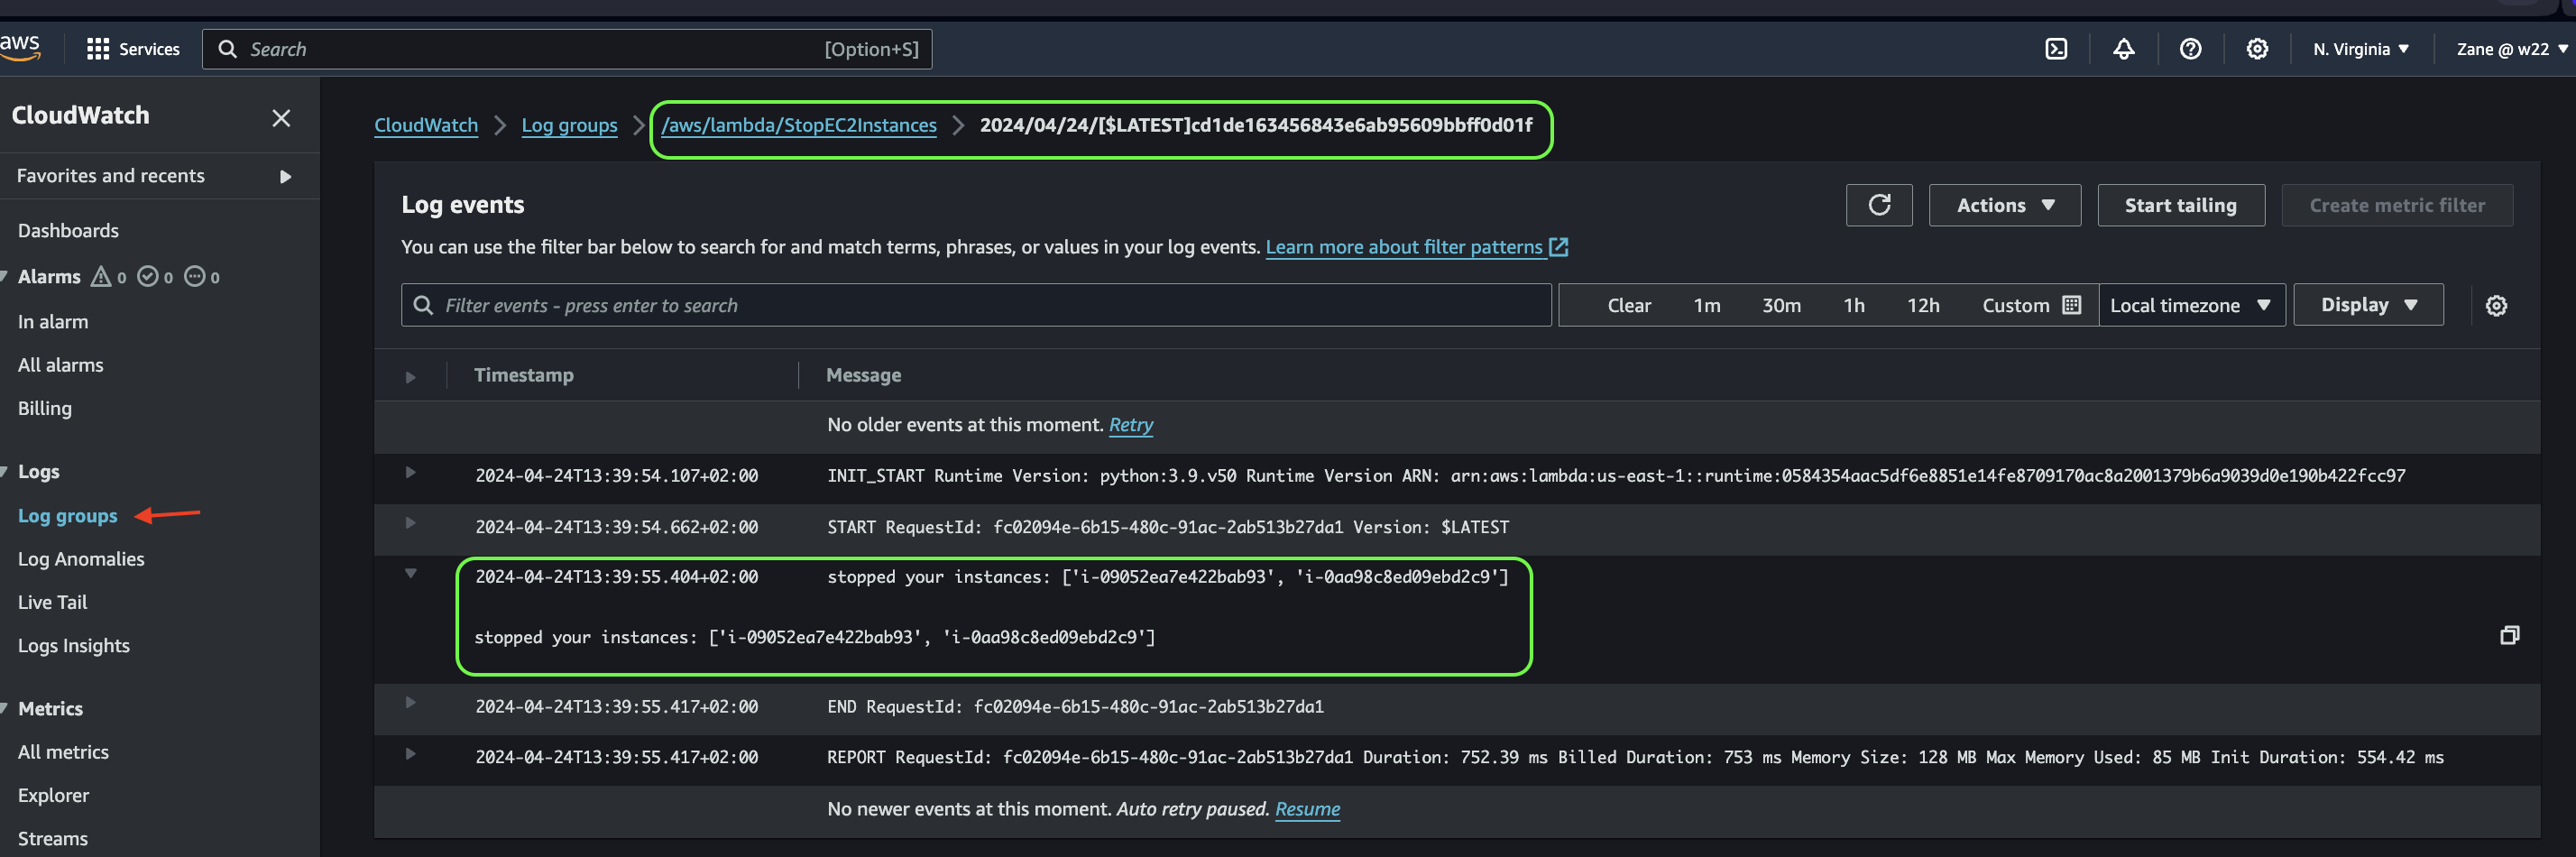 aws
Services
Search
[Option+S]
N. Virginia
Zane @ w22
CloudWatch
Favorites and recents
Dashboards
Alarms 0 0 0
In alarm
All alarms
Billing
Logs
Log groups
Log Anomalies
Live Tail
Logs Insights
Metrics
All metrics
Explorer
Streams
CloudWatch Log groups /aws/lambda/StopEC2Instances 2024/04/24/[$LATEST]cd1de163456843e6ab95609bbff0d01f
Log events
Actions
Start tailing
Create metric filter
You can use the filter bar below to search for and match terms, phrases, or values in your log events. Learn more about filter patterns
Filter events - press enter to search
Clear 1m 30m 1h 12h Custom
Local timezone
Display
Timestamp Message
No older events at this moment. Retry
2024-04-24T13:39:54.107+02:00 INIT_START Runtime Version: python:3.9.v50 Runtime Version ARN: arn:aws:lambda:us-east-1::runtime:0584354aac5df6e8851e14fe8709170ac8a2001379b6a9039d0e190b422fcc97
2024-04-24T13:39:54.662+02:00 START RequestId: fc02094e-6b15-480c-91ac-2ab513b27da1 Version: $LATEST
2024-04-24T13:39:55.404+02:00 stopped your instances: ['i-09052ea7e422bab93', 'i-0aa98c8ed09ebd2c9']
stopped your instances: ['i-09052ea7e422bab93', 'i-0aa98c8ed09ebd2c9']
2024-04-24T13:39:55.417+02:00 END RequestId: fc02094e-6b15-480c-91ac-2ab513b27da1
2024-04-24T13:39:55.417+02:00 REPORT RequestId: fc02094e-6b15-480c-91ac-2ab513b27da1 Duration: 752.39 ms Billed Duration: 753 ms Memory Size: 128 MB Max Memory Used: 85 MB Init Duration: 554.42 ms
No newer events at this moment. Auto retry paused. Resume